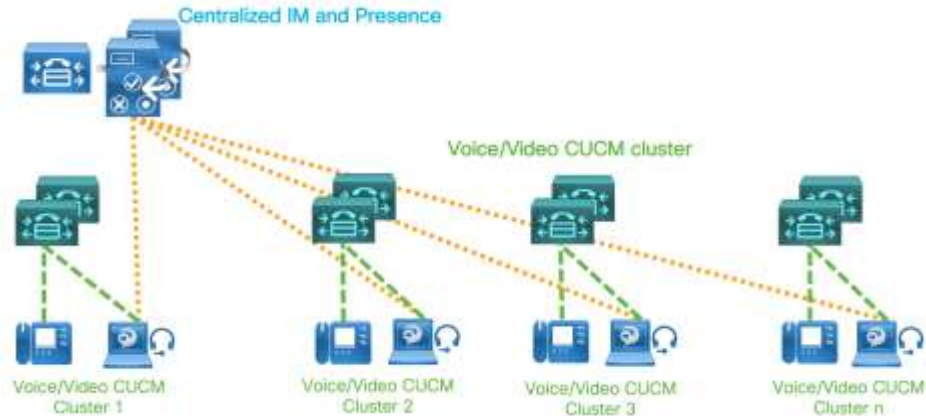 Centralized IM and Presence
Voice/Video CUCM cluster
Voice/Video CUCM
Cluster 1
Voice/Video CUCM
Cluster 2
Voice/Video CUCM
Cluster 3
Voice/Video CUCM
Cluster n